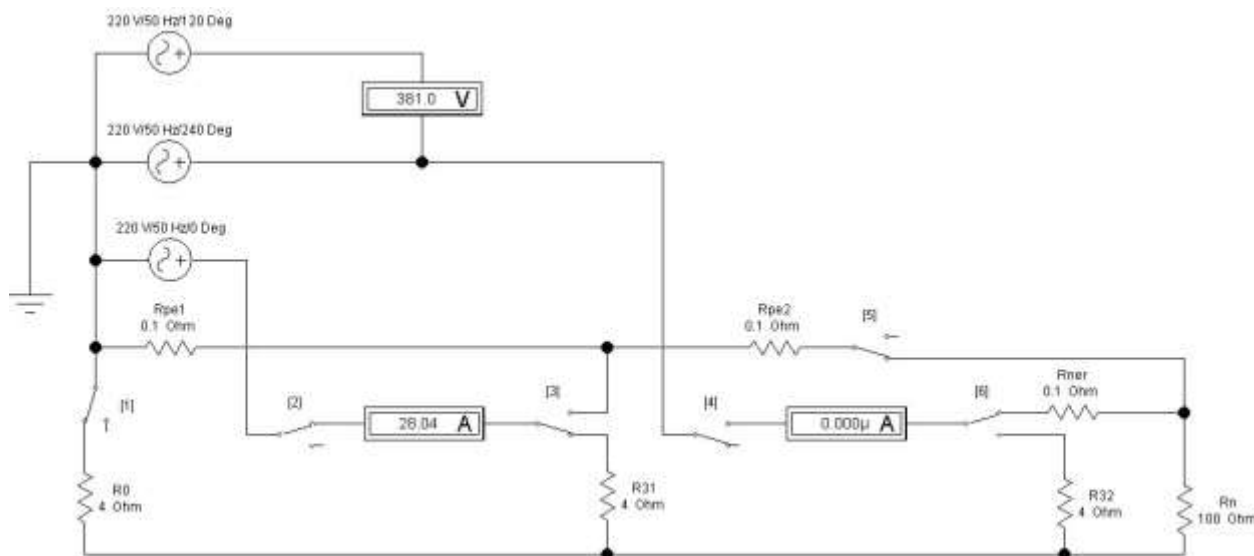 220 V/50 Hz/120 Deg
381.0 V
220 V/50 Hz/240 Deg
220 V/50 Hz/0 Deg
Rpe1
0.1 Ohm
Rpe2
0.1 Ohm
[5]
Rner
0.1 Ohm
[1]
[2]
28.04 A
[3]
[4]
0.000µ A
[6]
R0
4 Ohm
R31
4 Ohm
R32
4 Ohm
Rn
100 Ohm